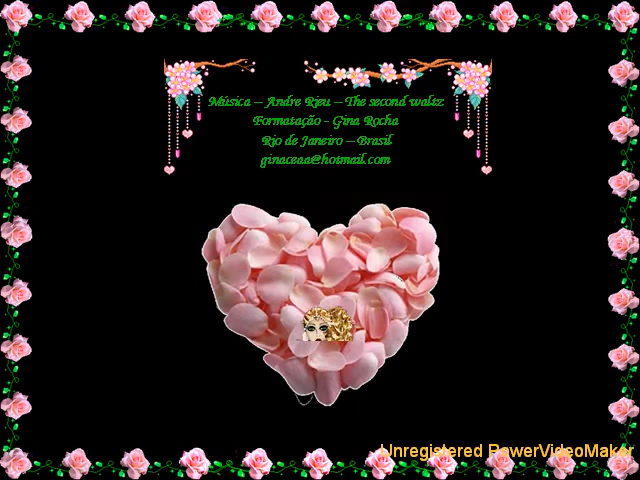 Música – Andre Rieu – The second waltz
Formatação - Gina Rocha
Rio de Janeiro – Brasil
ginaceaa@hotmail.com
Unregistered PowerVideoMaker